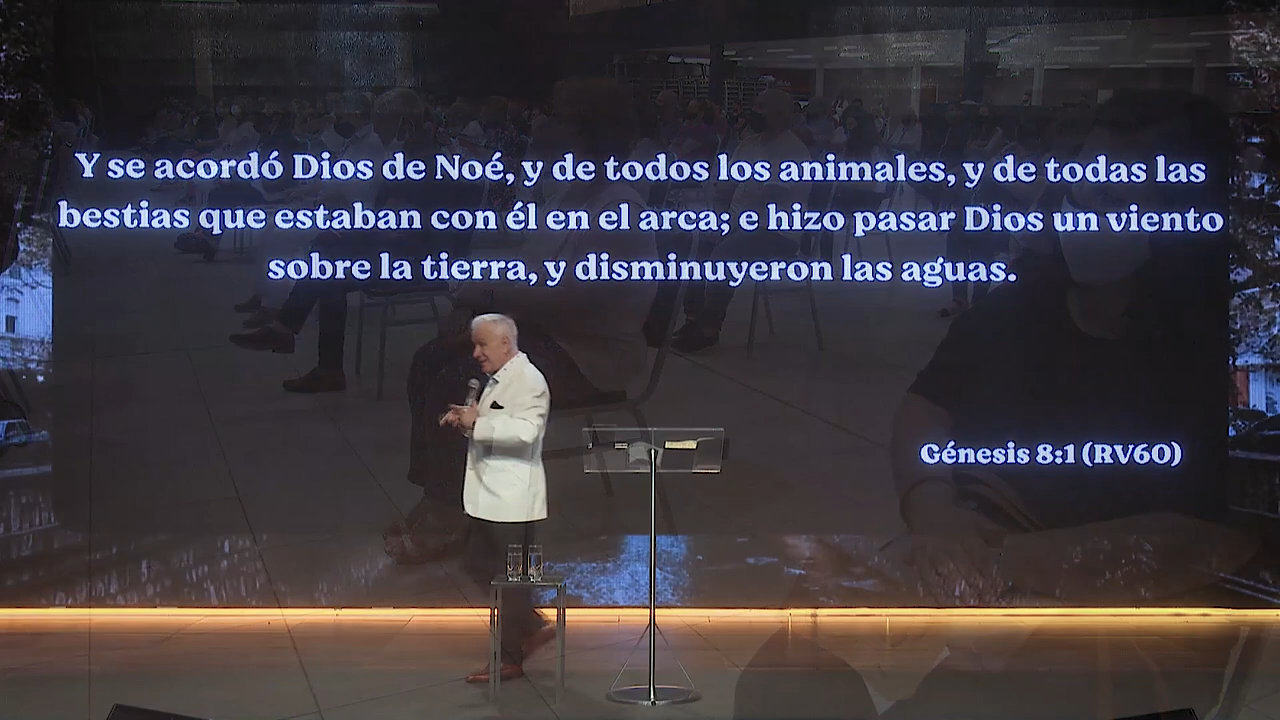 Y se acordó Dios de Noé, y de todos los animales, y de todas las
bestias que estaban con él en el arca; e hizo pasar Dios un viento
sobre la tierra, y disminuyeron las aguas.
Génesis 8:1 (RV60)